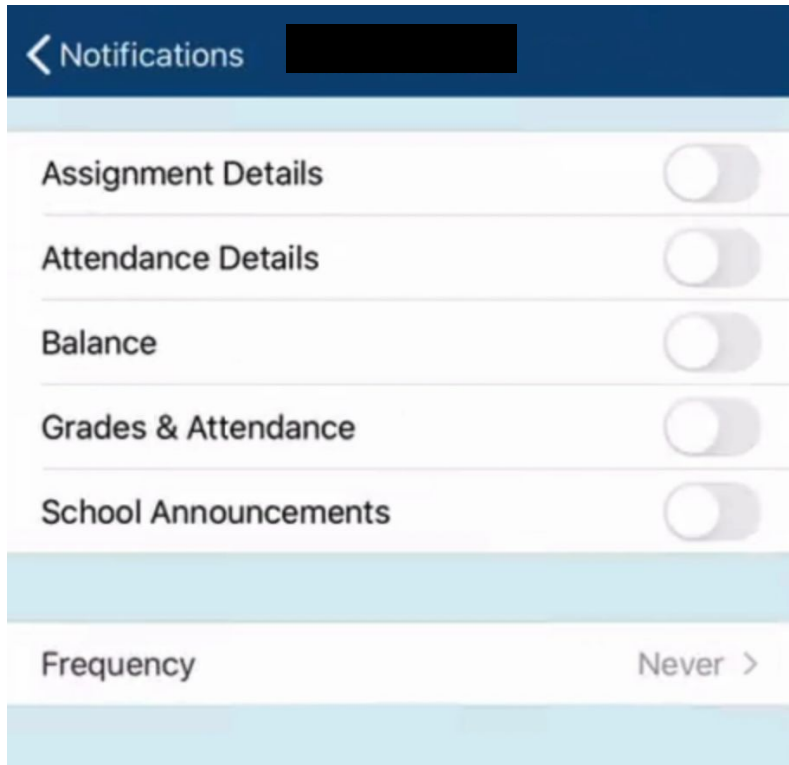 Notifications
Assignment Details
Attendance Details
Balance
Grades & Attendance
School Announcements
Frequency Never